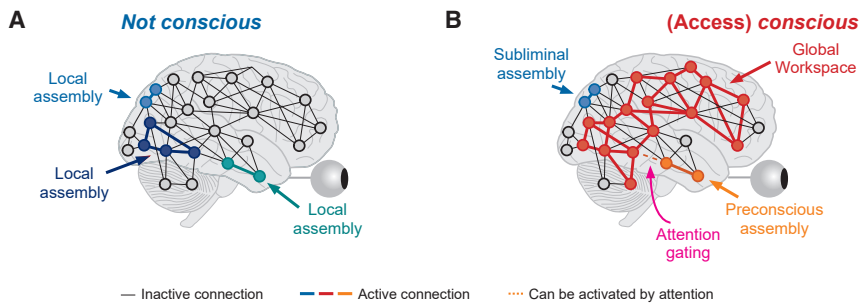 A
Not conscious
Local
assembly
Local
assembly
Local
assembly
B
(Access) conscious
Subliminal
assembly
Global
Workspace
Attention
gating
Preconscious
assembly
Inactive connection
Active connection
Can be activated by attention